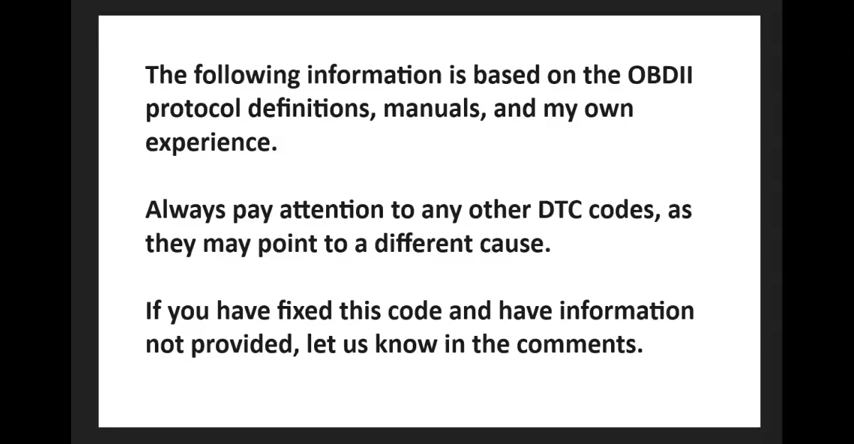 The following information is based on the OBDII
protocol definitions, manuals, and my own
experience.
Always pay attention to any other DTC codes, as
they may point to a different cause.
If you have fixed this code and have information
not provided, let us know in the comments.